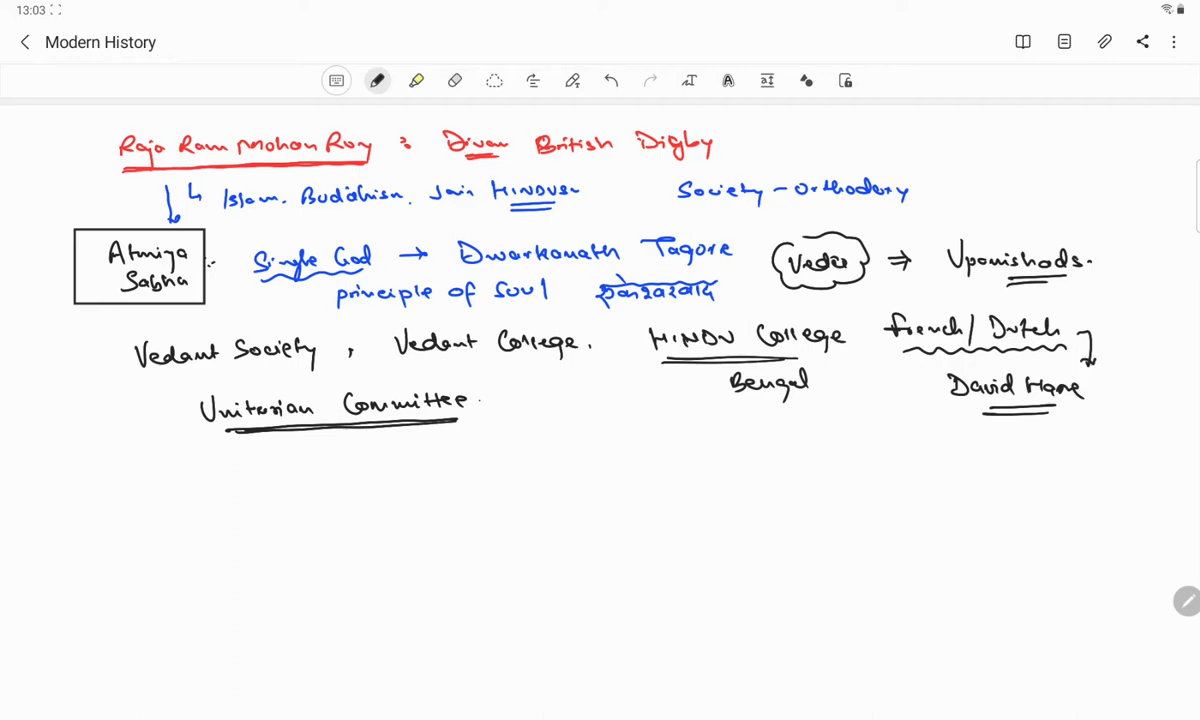 13:03
Modern History
Raja Ram Mohan Roy : Divan British Digby
Islam. Buddhism. Jain HINDUSM Society - Orthodoxy
Atmiya Sabha :- Single God → Dwarkanath Tagore Vedas ⇒ Upanishads.
principle of soul एकेश्वरवाद
Vedant Society, Vedant College. HINDU College French/Dutch
Bengal David Hare
Unitarian Committee.